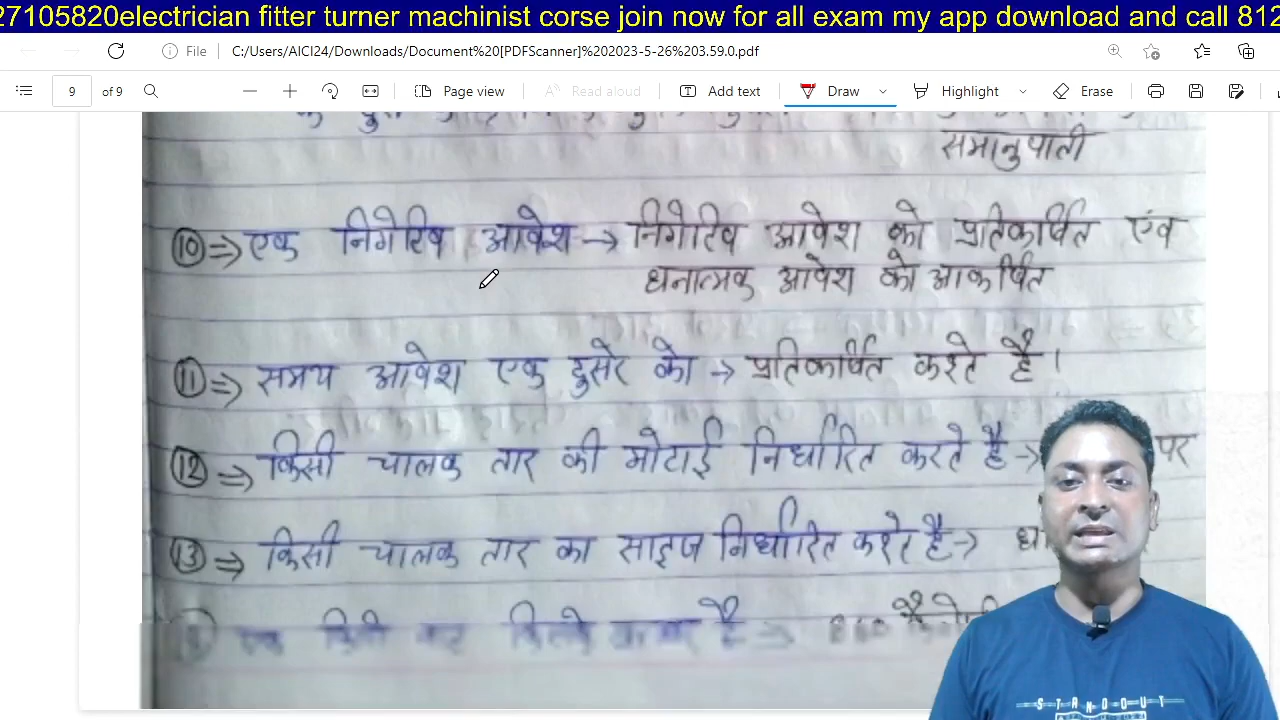 27105820electrician fitter turner machinist corse join now for all exam my app download and call 812
File C:/Users/AICI24/Downloads/Document%20[PDFScanner]%202023-5-26%203.59.0.pdf
9 of 9 Page view Read aloud Add text Draw Highlight Erase
समानुपाती
10 ⇒ एक निगेटिव आवेश → निगेटिव आवेश को प्रतिकर्षित एंव
धनात्मक आवेश को आकर्षित
11 ⇒ समय आवेश एक दुसेर को → प्रतिकर्षित करते है।
12 ⇒ किसी चालक तार की मोटाई निर्धारित करते है → पर
13 ⇒ किसी चालक तार का साइज निर्धारित करते है →
है ⇒ 860
STANDOUT